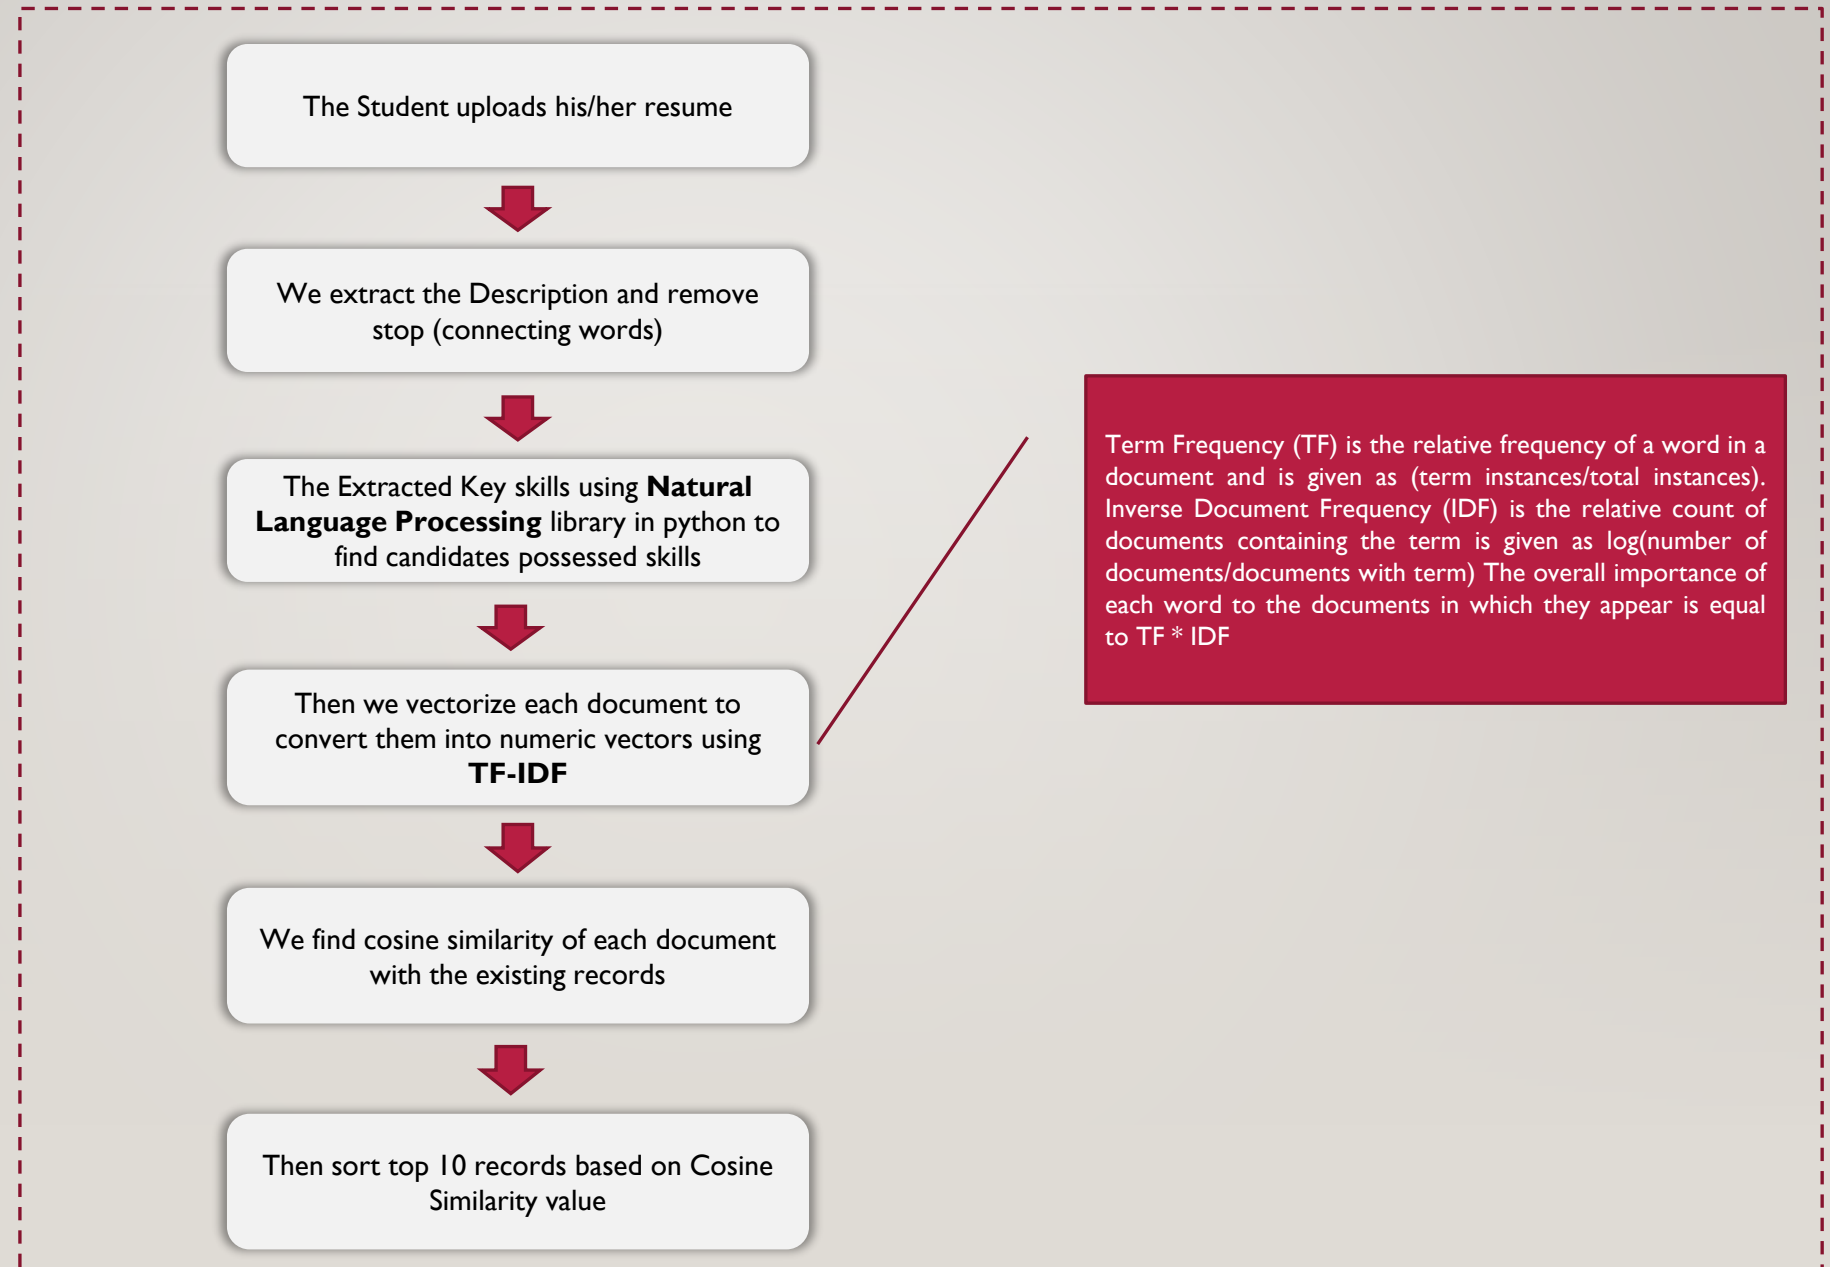 The Student uploads his/her resume
We extract the Description and remove
stop (connecting words)
The Extracted Key skills using Natural
Language Processing library in python to
find candidates possessed skills
Then we vectorize each document to
convert them into numeric vectors using
TF-IDF
We find cosine similarity of each document
with the existing records
Then sort top 10 records based on Cosine
Similarity value
Term Frequency (TF) is the relative frequency of a word in a
document and is given as (term instances/total instances).
Inverse Document Frequency (IDF) is the relative count of
documents containing the term is given as log(number of
documents/documents with term) The overall importance of
each word to the documents in which they appear is equal
to TF * IDF